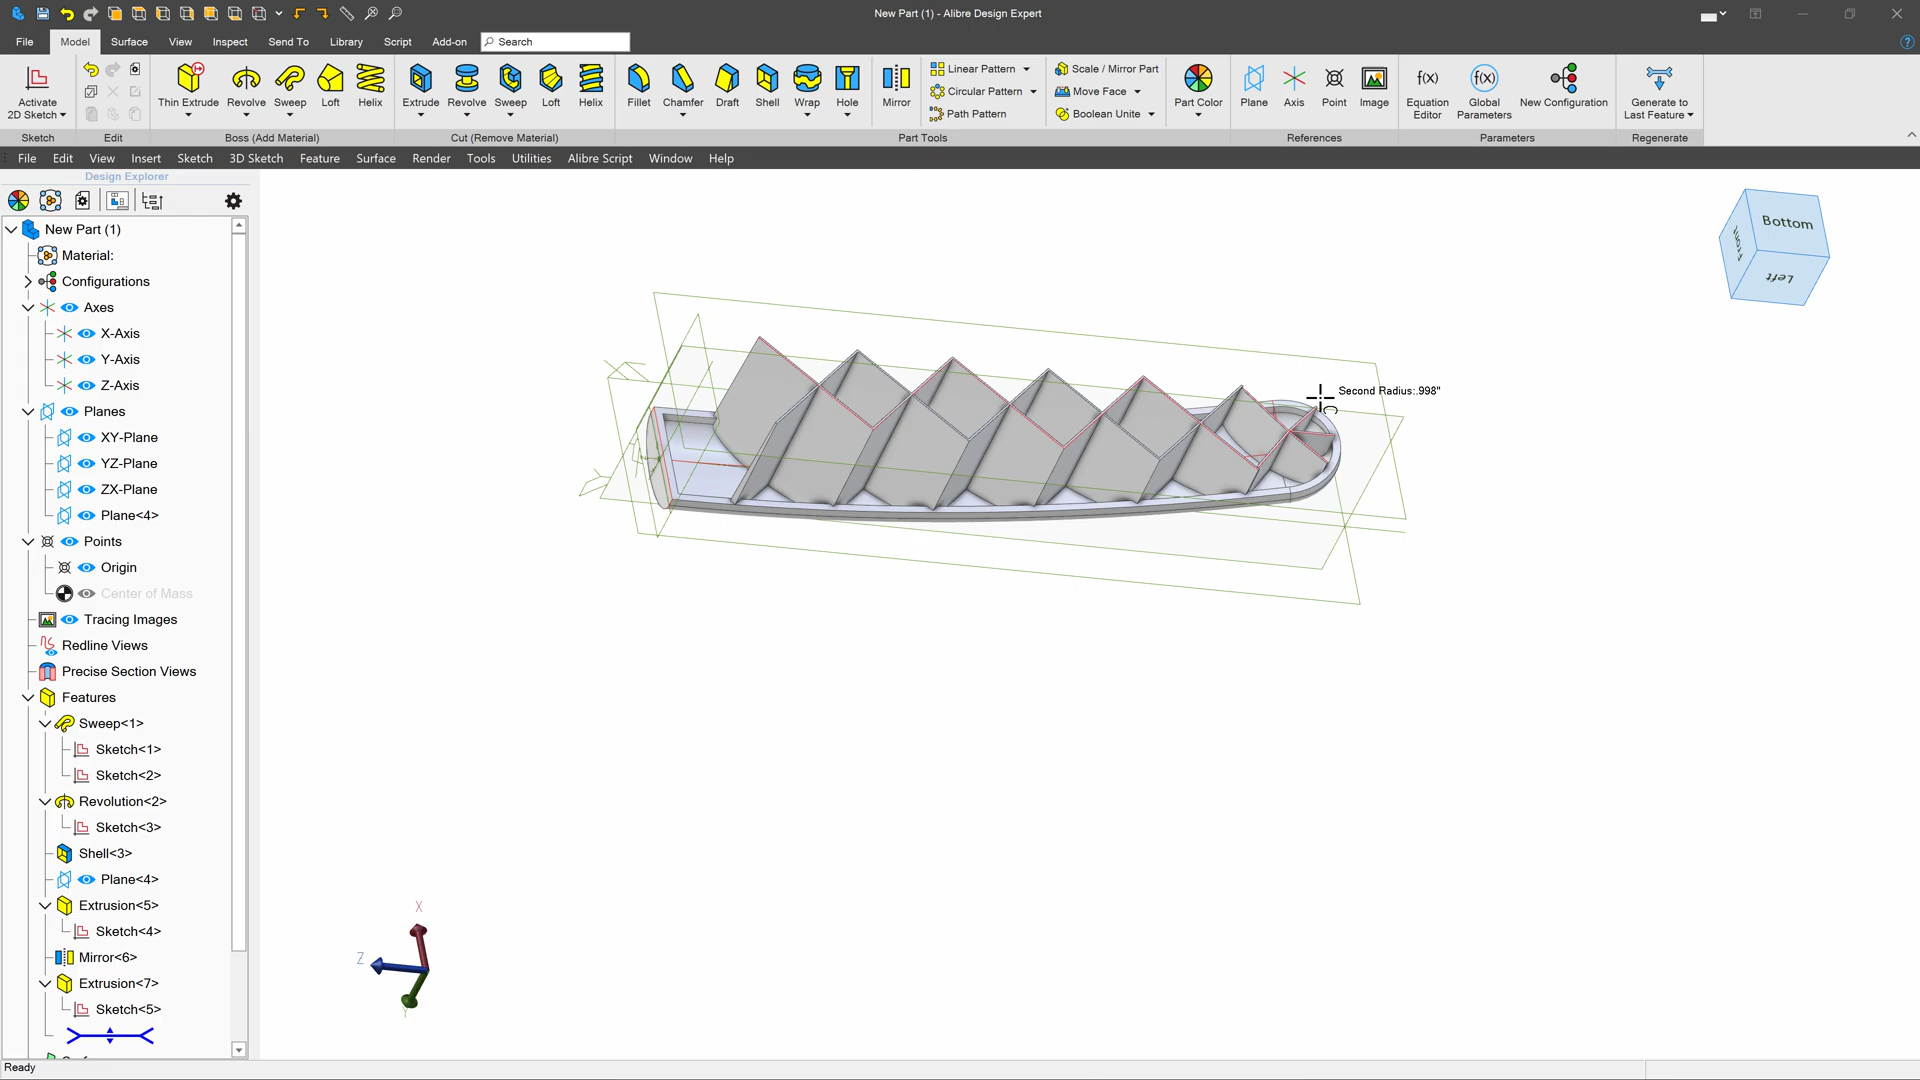 New Part (1) - Alibre Design Expert
File Model Surface View Inspect Send To Library Script Add-on Search
Activate 2D Sketch
Thin Extrude Revolve Sweep Loft Helix
Extrude Revolve Sweep Loft Helix
Fillet Chamfer Draft Shell Wrap Hole Mirror
Linear Pattern
Circular Pattern
Path Pattern
Scale / Mirror Part
Move Face
Boolean Unite
Part Color
Plane Axis Point Image
Equation Editor
Global Parameters
New Configuration
Generate to Last Feature
Sketch Edit Boss (Add Material) Cut (Remove Material) Part Tools References Parameters Regenerate
File Edit View Insert Sketch 3D Sketch Feature Surface Render Tools Utilities Alibre Script Window Help
Design Explorer
New Part (1)
Material:
Configurations
Axes
X-Axis
Y-Axis
Z-Axis
Planes
XY-Plane
YZ-Plane
ZX-Plane
Plane<4>
Points
Origin
Center of Mass
Tracing Images
Redline Views
Precise Section Views
Features
Sweep<1>
Sketch<1>
Sketch<2>
Revolution<2>
Sketch<3>
Shell<3>
Plane<4>
Extrusion<5>
Sketch<4>
Mirror<6>
Extrusion<7>
Sketch<5>
Second Radius:.998"
Bottom
Front
Left
X
Z
Y
Ready